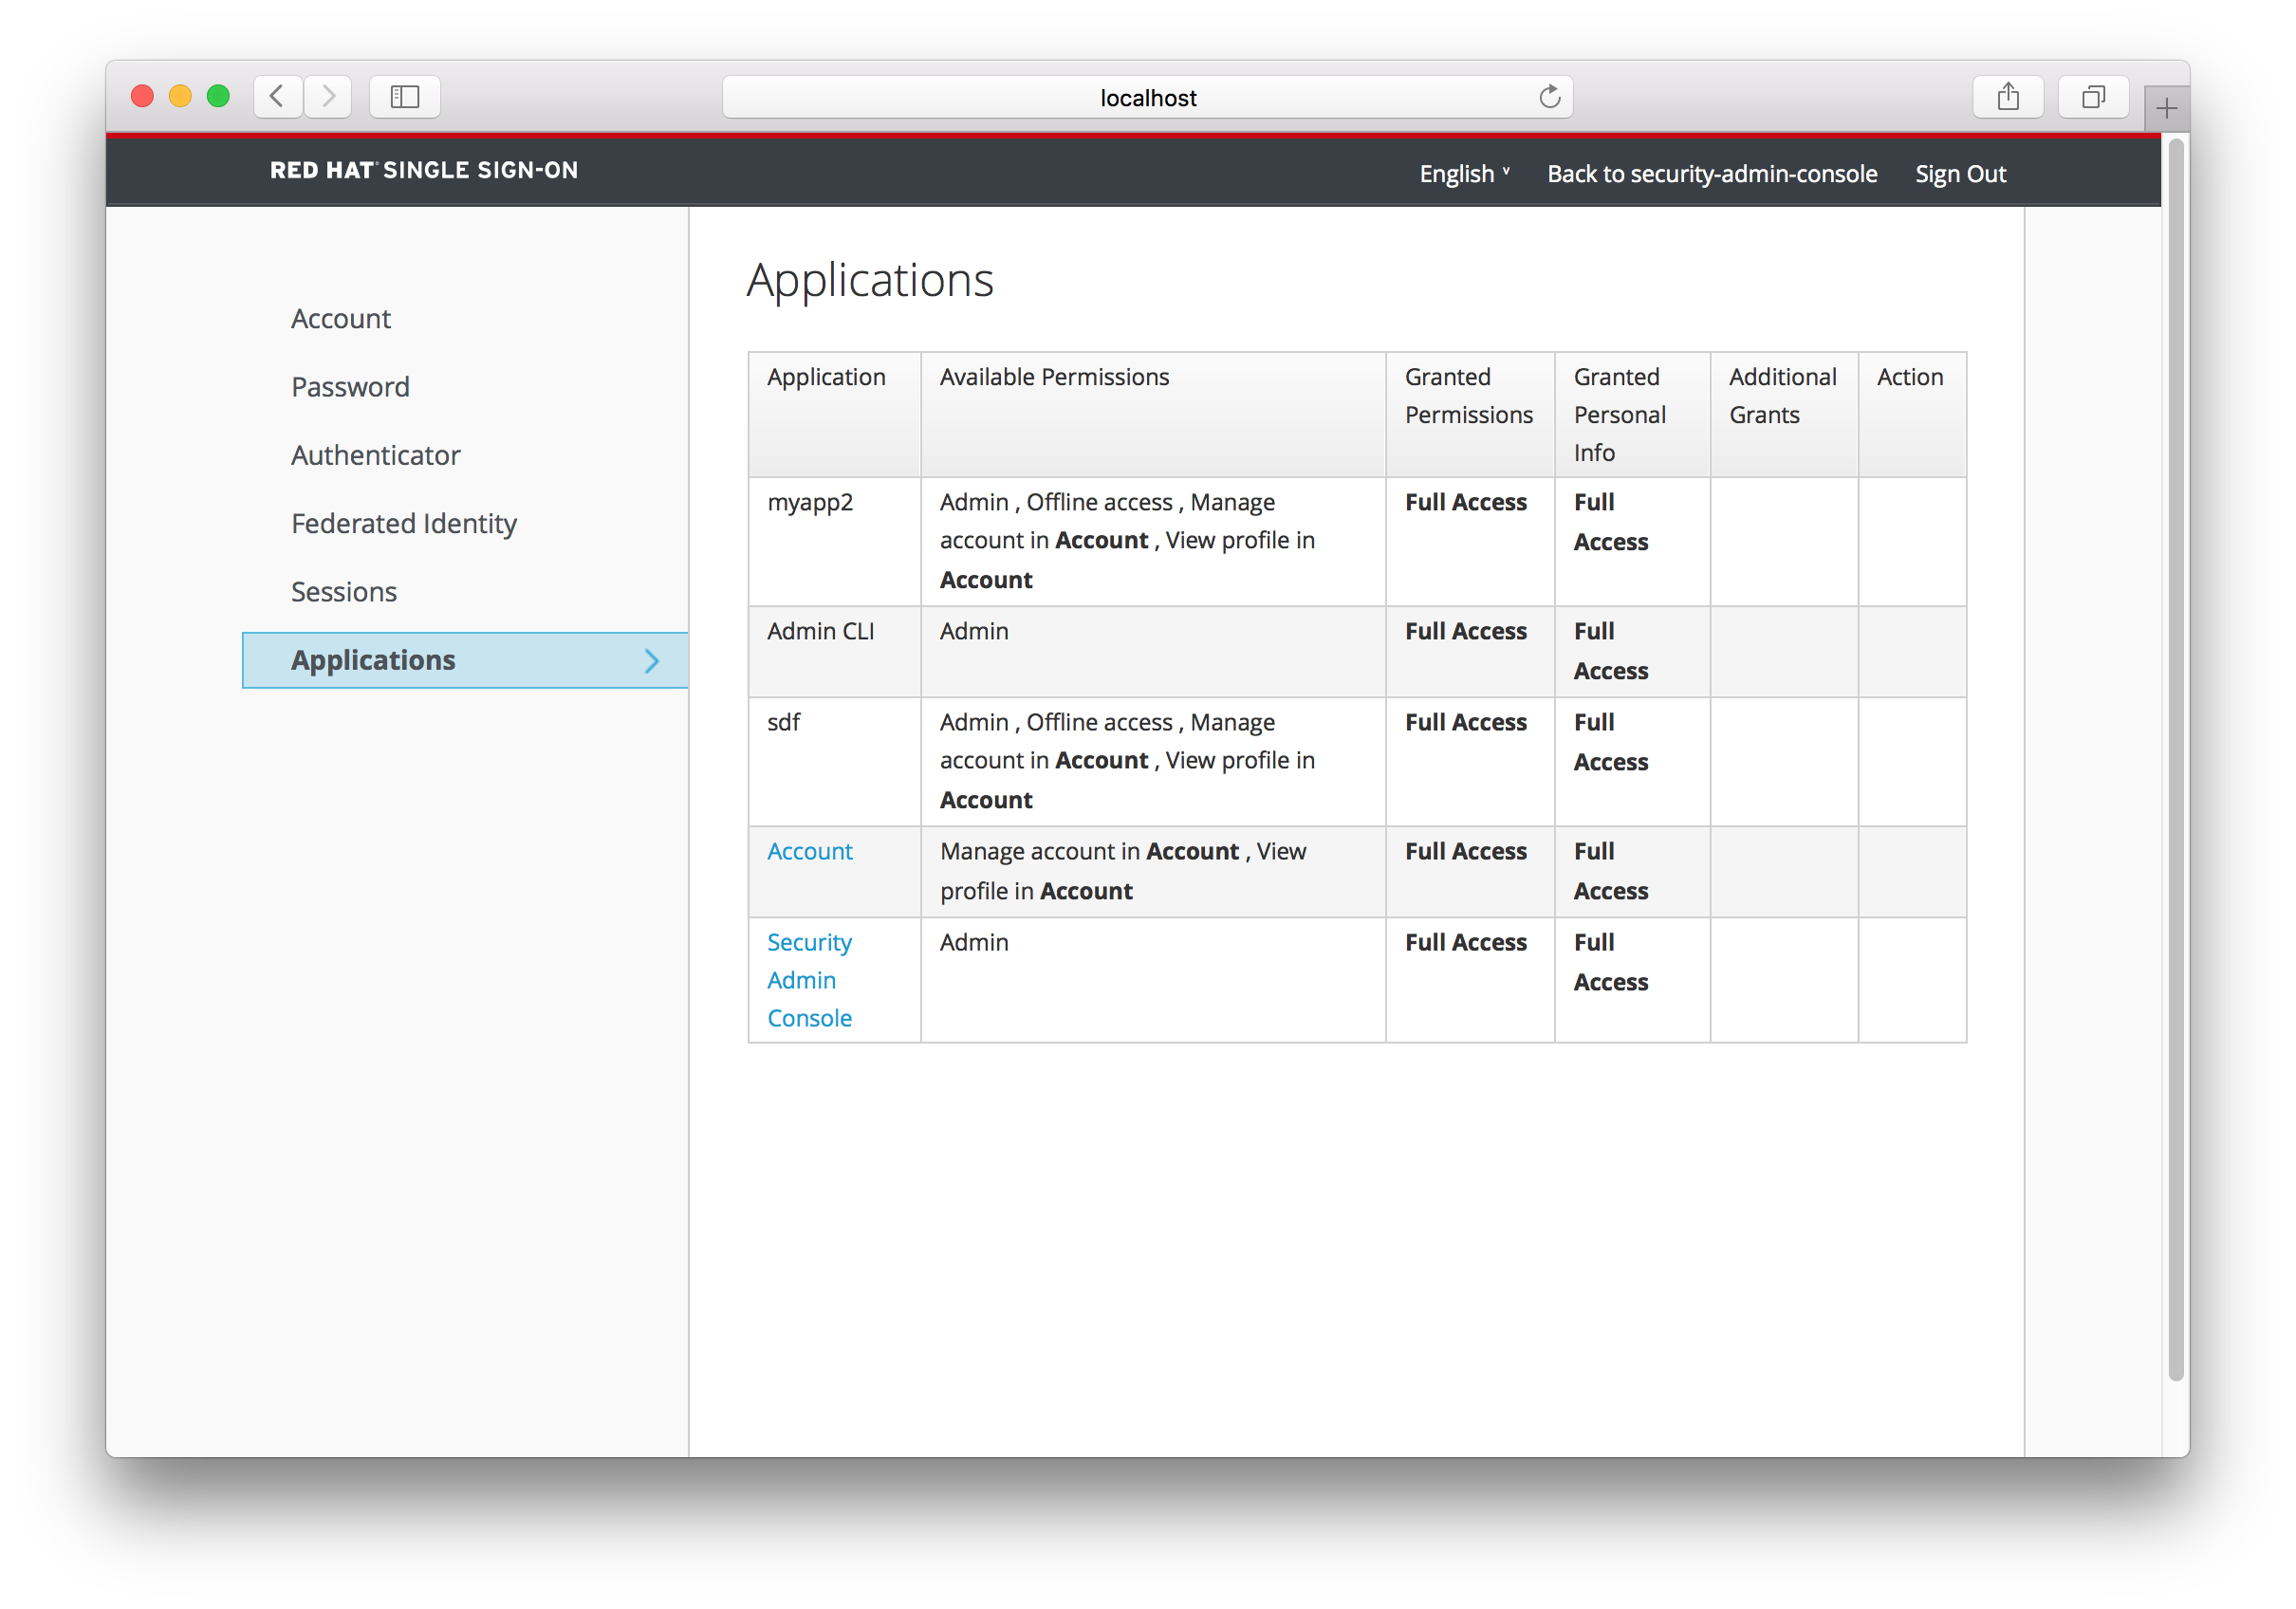 localhost
RED HAT SINGLE SIGN-ON
English v Back to security-admin-console Sign Out
Account
Password
Authenticator
Federated Identity
Sessions
Applications
Applications
Application Available Permissions Granted Permissions Granted Personal Info Additional Grants Action
myapp2 Admin , Offline access , Manage account in Account , View profile in Account Full Access Full Access
Admin CLI Admin Full Access Full Access
sdf Admin , Offline access , Manage account in Account , View profile in Account Full Access Full Access
Account Manage account in Account , View profile in Account Full Access Full Access
Security Admin Console Admin Full Access Full Access